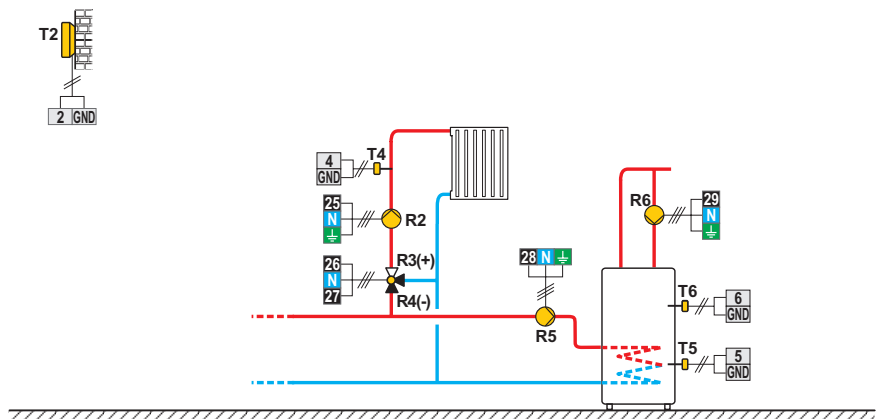 T2
2 GND
4
GND
T4
25
N
R2
26
N
27
R3(+)
R4(-)
28 N
R5
R6
29
N
T6
6
GND
T5
5
GND